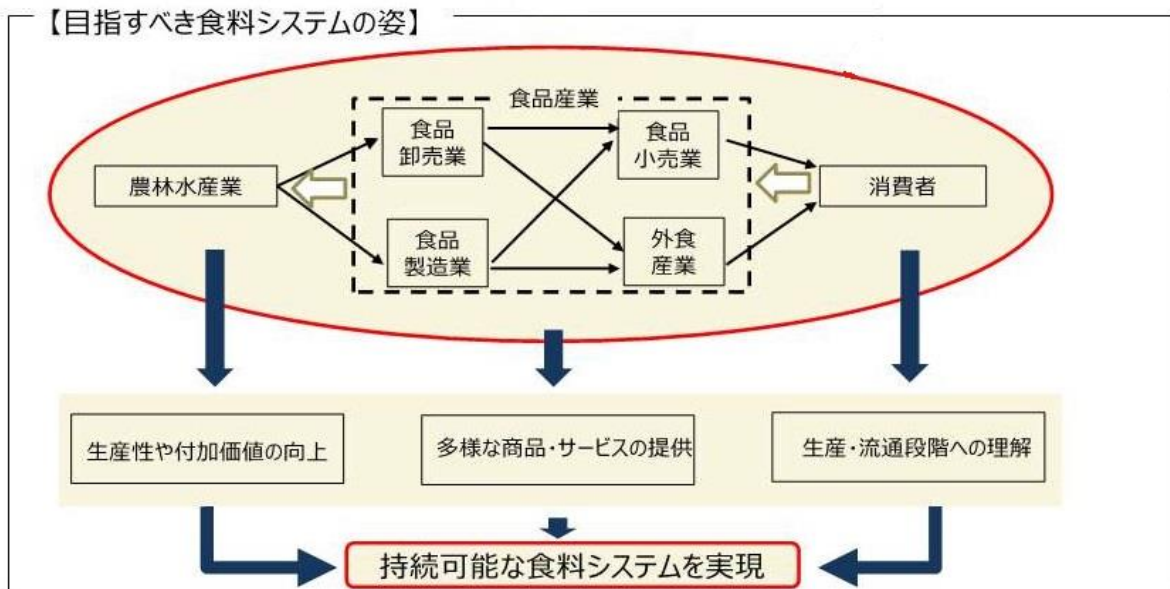 【目指すべき食料システムの姿】
食品産業
食品
卸売業
食品
小売業
農林水産業
消費者
食品
製造業
外食
産業
生産性や付加価値の向上
多様な商品・サービスの提供
生産・流通段階への理解
持続可能な食料システムを実現